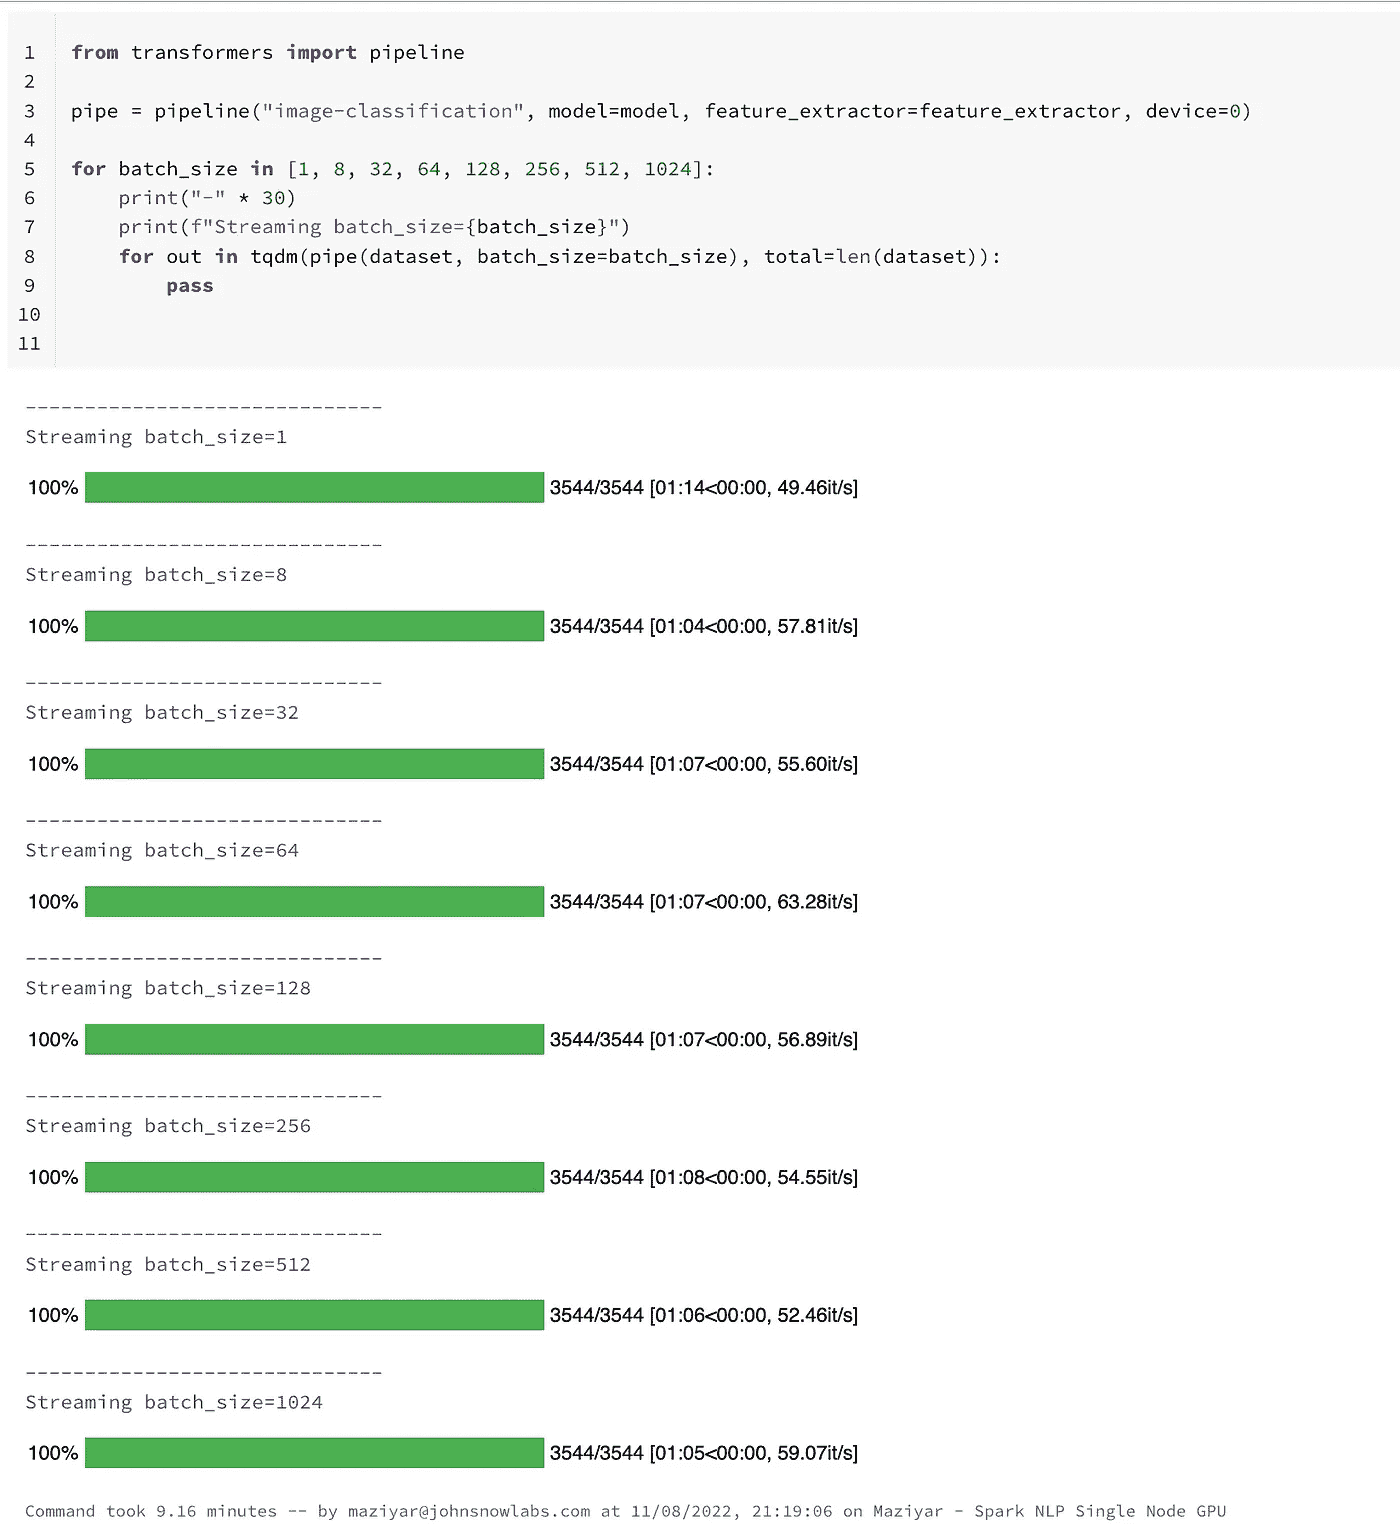 1 from transformers import pipeline
2
3 pipe = pipeline("image-classification", model=model, feature_extractor=feature_extractor, device=0)
4
5 for batch_size in [1, 8, 32, 64, 128, 256, 512, 1024]:
6     print("-" * 30)
7     print(f"Streaming batch_size={batch_size}")
8     for out in tqdm(pipe(dataset, batch_size=batch_size), total=len(dataset)):
9         pass
10
11
------------------------------
Streaming batch_size=1
100% 3544/3544 [01:14<00:00, 49.46it/s]
------------------------------
Streaming batch_size=8
100% 3544/3544 [01:04<00:00, 57.81it/s]
------------------------------
Streaming batch_size=32
100% 3544/3544 [01:07<00:00, 55.60it/s]
------------------------------
Streaming batch_size=64
100% 3544/3544 [01:07<00:00, 63.28it/s]
------------------------------
Streaming batch_size=128
100% 3544/3544 [01:07<00:00, 56.89it/s]
------------------------------
Streaming batch_size=256
100% 3544/3544 [01:08<00:00, 54.55it/s]
------------------------------
Streaming batch_size=512
100% 3544/3544 [01:06<00:00, 52.46it/s]
------------------------------
Streaming batch_size=1024
100% 3544/3544 [01:05<00:00, 59.07it/s]
Command took 9.16 minutes -- by maziyar@johnsnowlabs.com at 11/08/2022, 21:19:06 on Maziyar - Spark NLP Single Node GPU